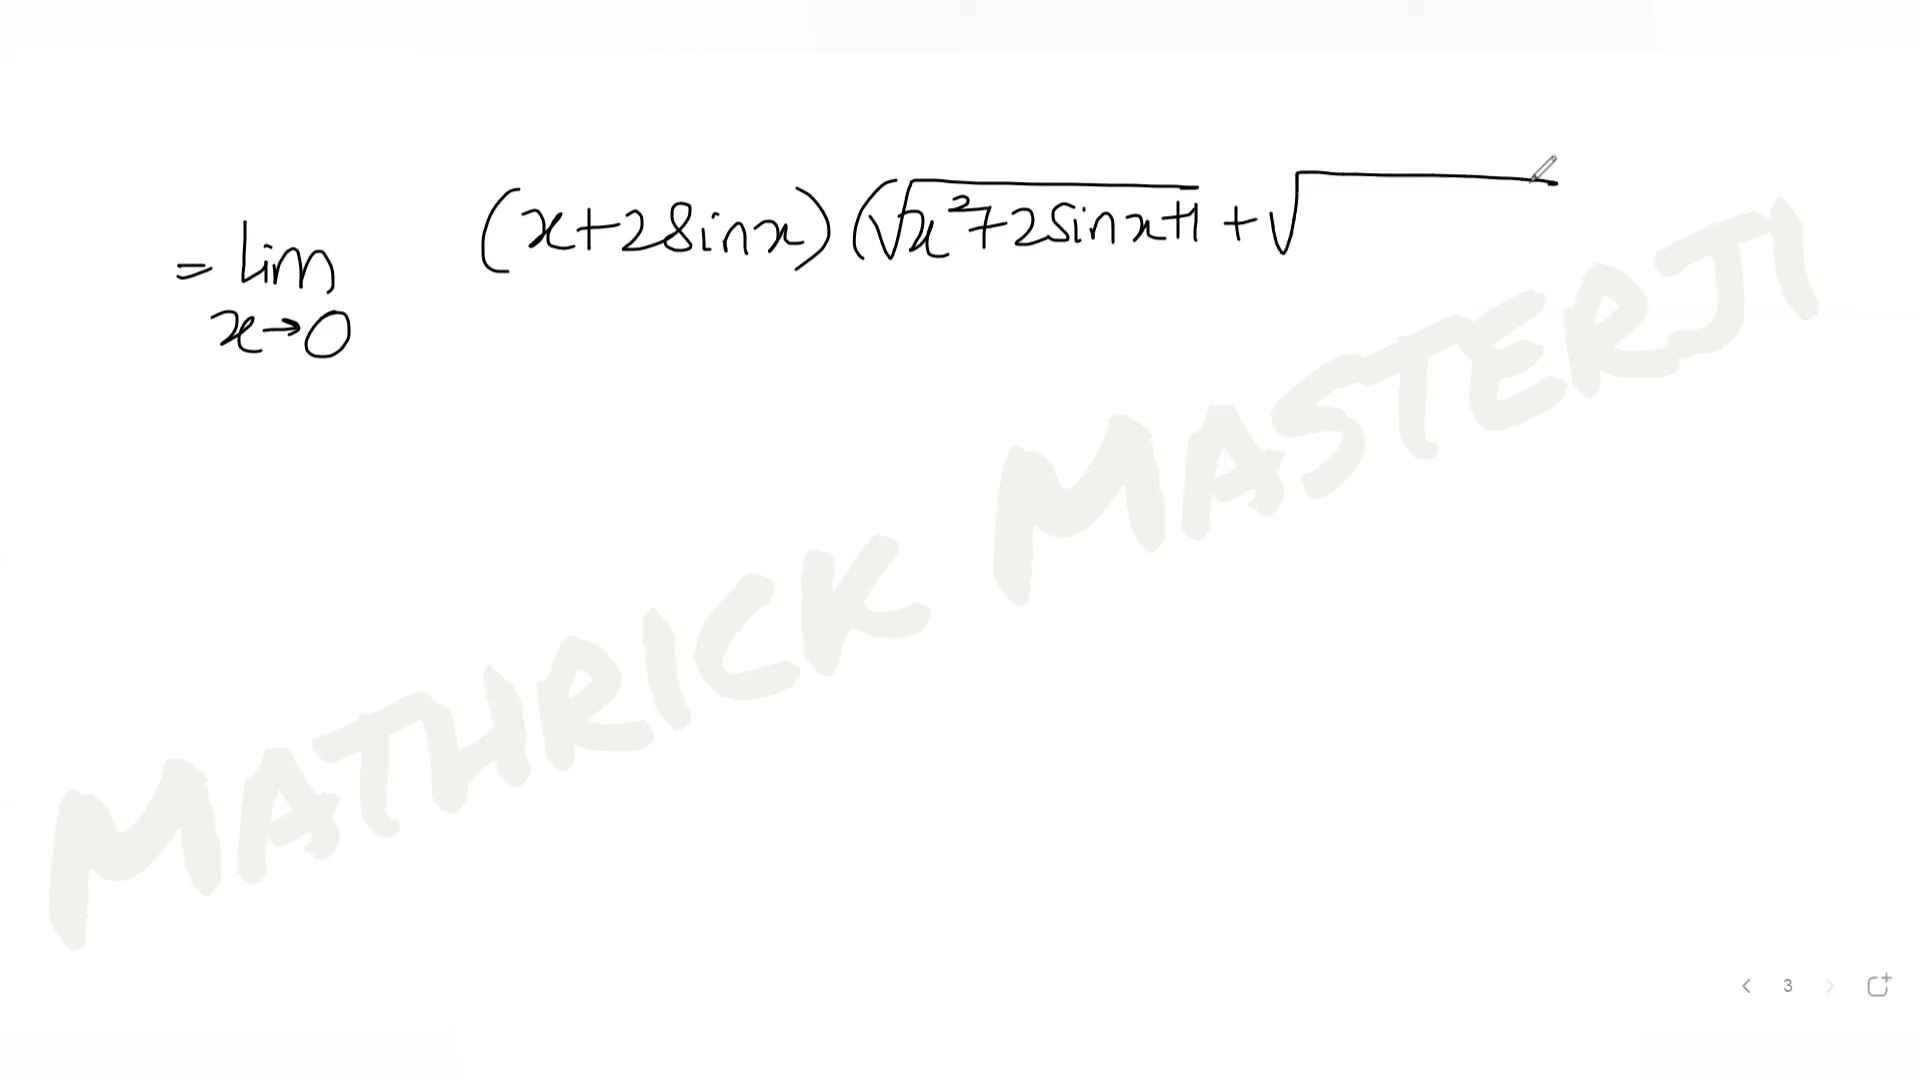 = lim (x+2sinx) (√x²+2sinx+1 + √
x→0
MATHRICK MASTERJI
3